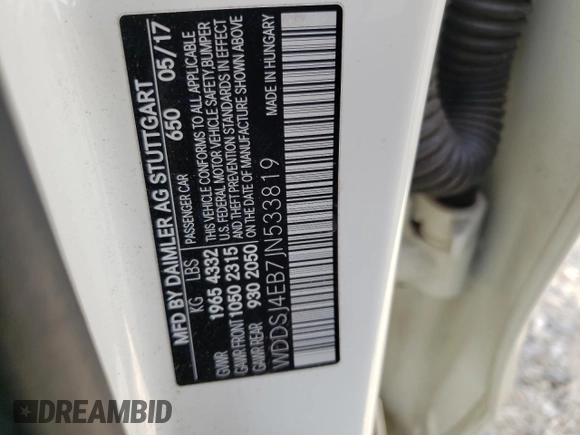 MFD BY DAIMLER AG STUTTGART
650 05/17
PASSENGER CAR
THIS VEHICLE CONFORMS TO ALL APPLICABLE
U.S. FEDERAL MOTOR VEHICLE SAFETY,BUMPER
AND THEFT PREVENTION STANDARDS IN EFFECT
ON THE DATE OF MANUFACTURE SHOWN ABOVE
KG LBS
GVWR 1965 4332
GAWR FRONT 1050 2315
GAWR REAR 930 2050
MADE IN HUNGARY
WDDSJ4EB7JN533819
DREAMBID